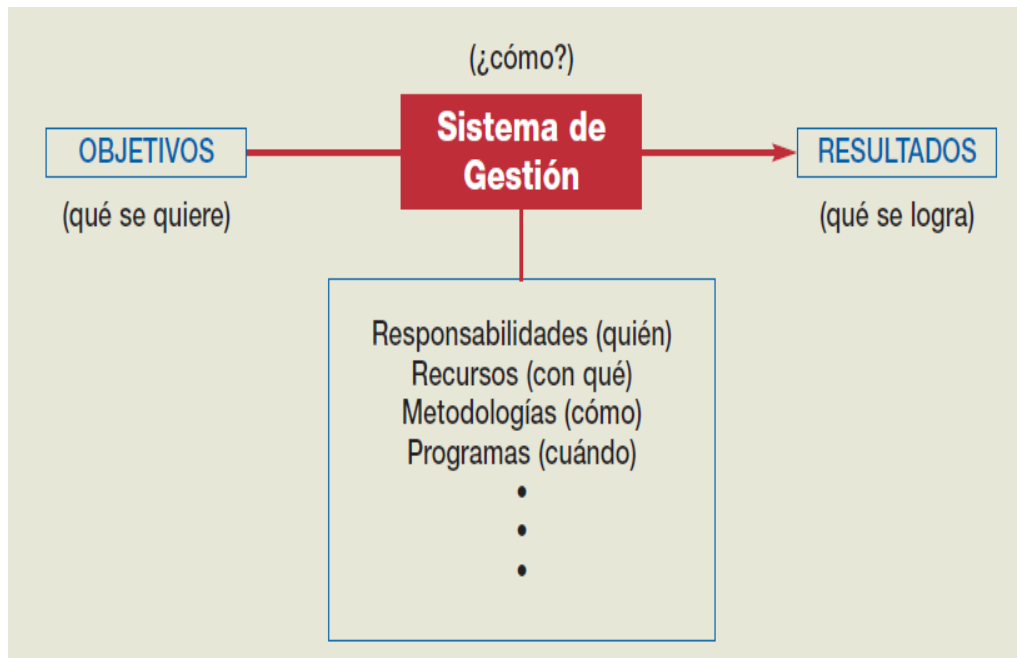 (¿cómo?)
Sistema de
Gestión
OBJETIVOS
(qué se quiere)
RESULTADOS
(qué se logra)
Responsabilidades (quién)
Recursos (con qué)
Metodologías (cómo)
Programas (cuándo)
•
•
•